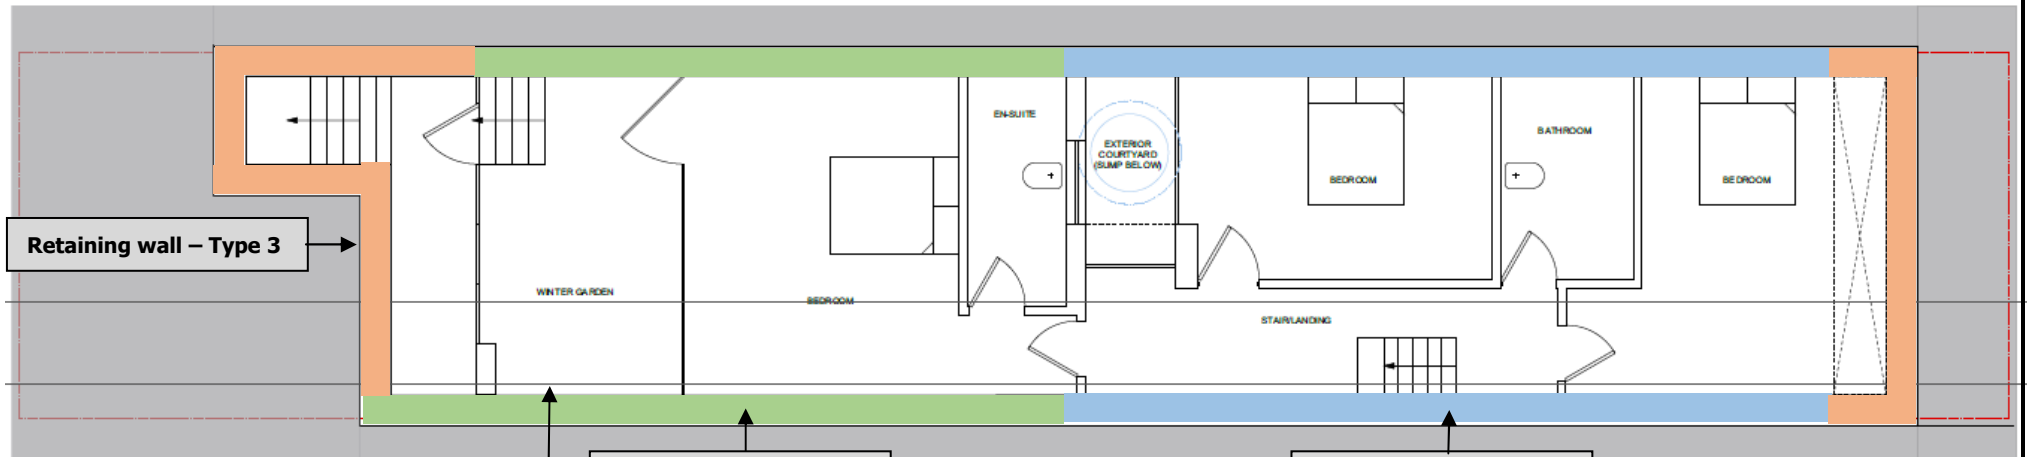 EN-SUITE
EXTERIOR
COURTYARD
(SUMP BELOW)
BATHROOM
BEDROOM
BEDROOM
Retaining wall – Type 3
WINTER GARDEN
BEDROOM
STAIR/LANDING